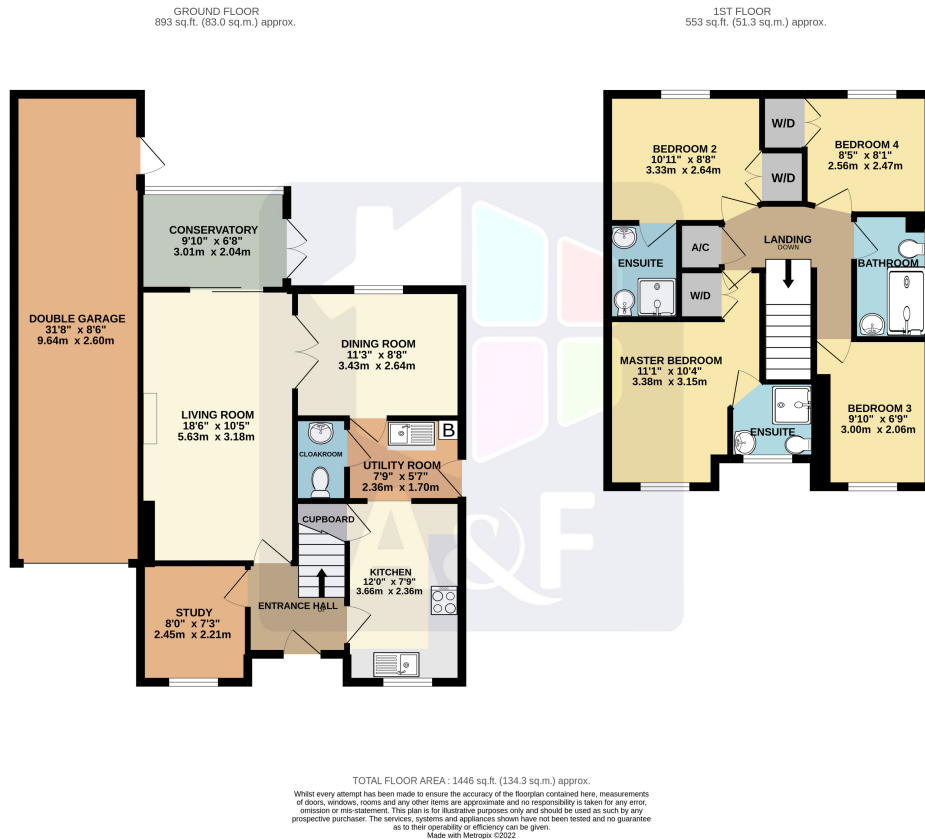 GROUND FLOOR
893 sq.ft. (83.0 sq.m.) approx.
1ST FLOOR
553 sq.ft. (51.3 sq.m.) approx.
DOUBLE GARAGE
31'8" x 8'6"
9.64m x 2.60m
CONSERVATORY
9'10" x 6'8"
3.01m x 2.04m
DINING ROOM
11'3" x 8'8"
3.43m x 2.64m
LIVING ROOM
18'6" x 10'5"
5.63m x 3.18m
CLOAKROOM
B
UTILITY ROOM
7'9" x 5'7"
2.36m x 1.70m
CUPBOARD
KITCHEN
12'0" x 7'9"
3.66m x 2.36m
ENTRANCE HALL
UP
STUDY
8'0" x 7'3"
2.45m x 2.21m
BEDROOM 2
10'11" x 8'8"
3.33m x 2.64m
W/D
W/D
BEDROOM 4
8'5" x 8'1"
2.56m x 2.47m
ENSUITE
A/C
LANDING
DOWN
BATHROOM
W/D
MASTER BEDROOM
11'1" x 10'4"
3.38m x 3.15m
ENSUITE
BEDROOM 3
9'10" x 6'9"
3.00m x 2.06m
A&F
TOTAL FLOOR AREA : 1446 sq.ft. (134.3 sq.m.) approx.
Whilst every attempt has been made to ensure the accuracy of the floorplan contained here, measurements
of doors, windows, rooms and any other items are approximate and no responsibility is taken for any error,
omission or mis-statement. This plan is for illustrative purposes only and should be used as such by any
prospective purchaser. The services, systems and appliances shown have not been tested and no guarantee
as to their operability or efficiency can be given.
Made with Metropix ©2022